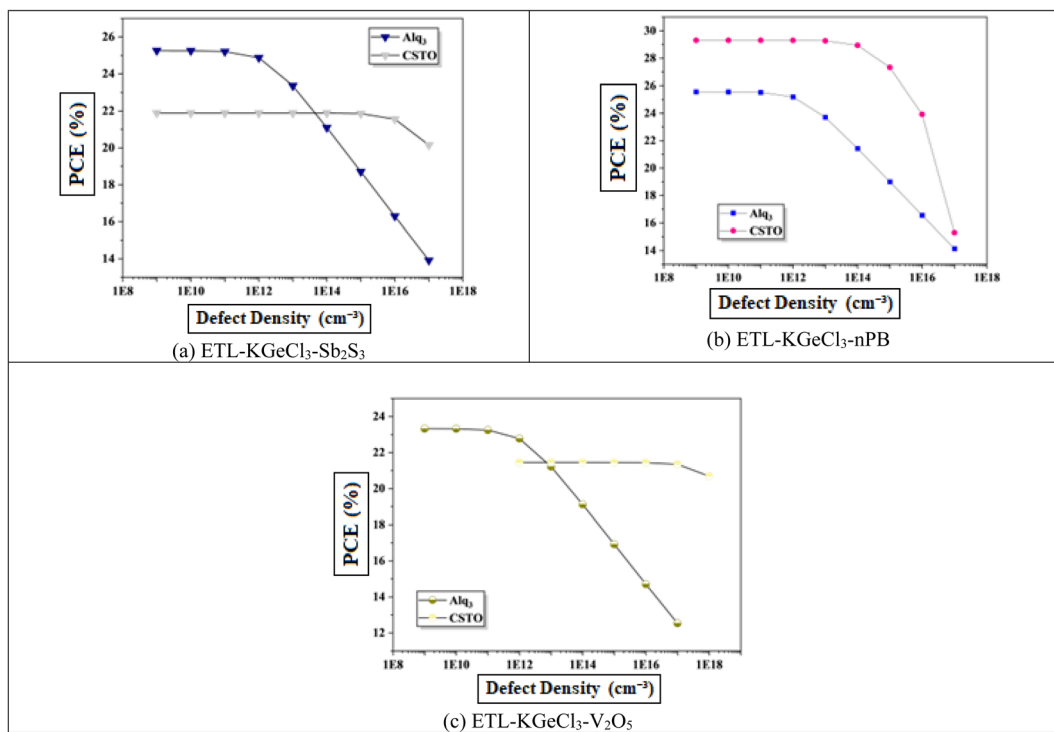 26
24
22
20
18
16
14
PCE (%)
Alq₃
CSTO
1E8 1E10 1E12 1E14 1E16 1E18
Defect Density (cm⁻³)
(a) ETL-KGeCl₃-Sb₂S₃
30
28
26
24
22
20
18
16
14
PCE (%)
Alq₃
CSTO
1E8 1E10 1E12 1E14 1E16 1E18
Defect Density (cm⁻³)
(b) ETL-KGeCl₃-nPB
24
22
20
18
16
14
12
PCE (%)
Alq₃
CSTO
1E8 1E10 1E12 1E14 1E16 1E18
Defect Density (cm⁻³)
(c) ETL-KGeCl₃-V₂O₅